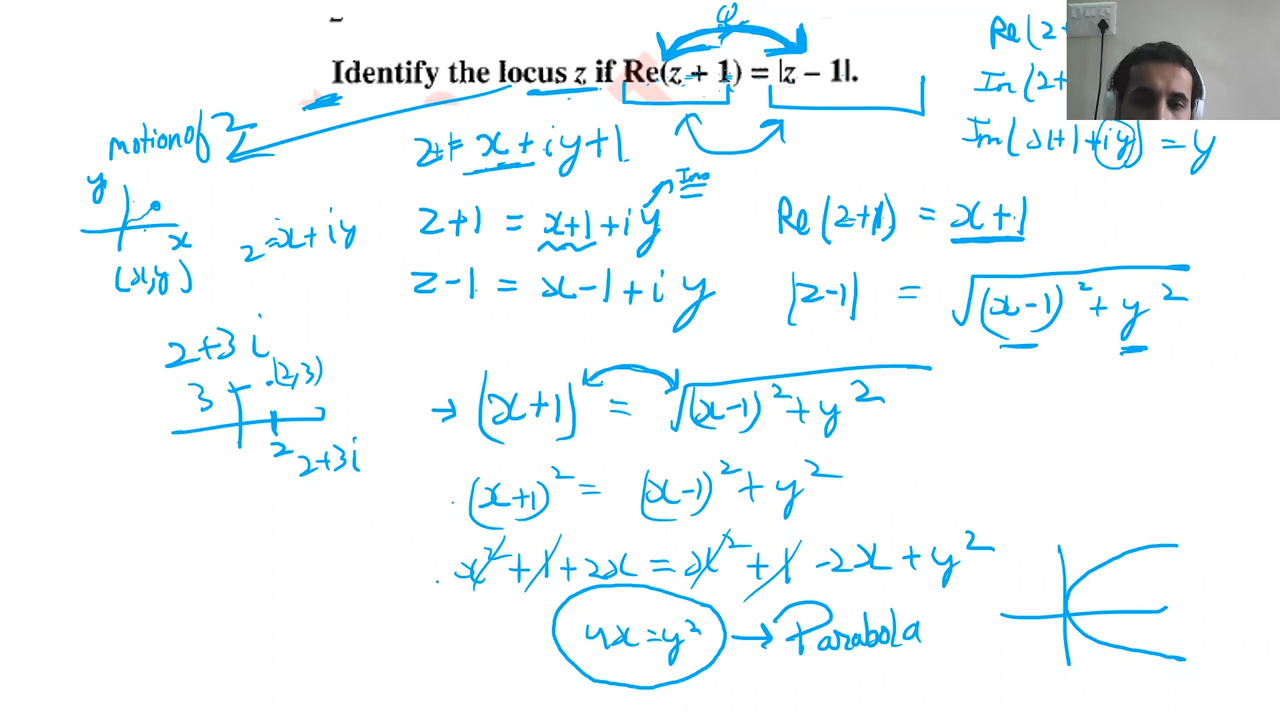 Identify the locus z if Re(z + 1) = |z − 1|.
Re(z+
Im(z+
Im(x+1+iy) = y
motion of z
y
x
(x,y)
z=x+iy
z+= x+iy+1
z+1 = x+1+iy
Im
Re(z+1) = x+1
z-1 = x-1+iy
|z-1| = √(x-1)²+y²
2+3i
3
(2,3)
2
2+3i
→ (x+1) = √(x-1)²+y²
(x+1)² = (x-1)²+y²
x²+1+2x = x²+1-2x+y²
4x=y² → Parabola